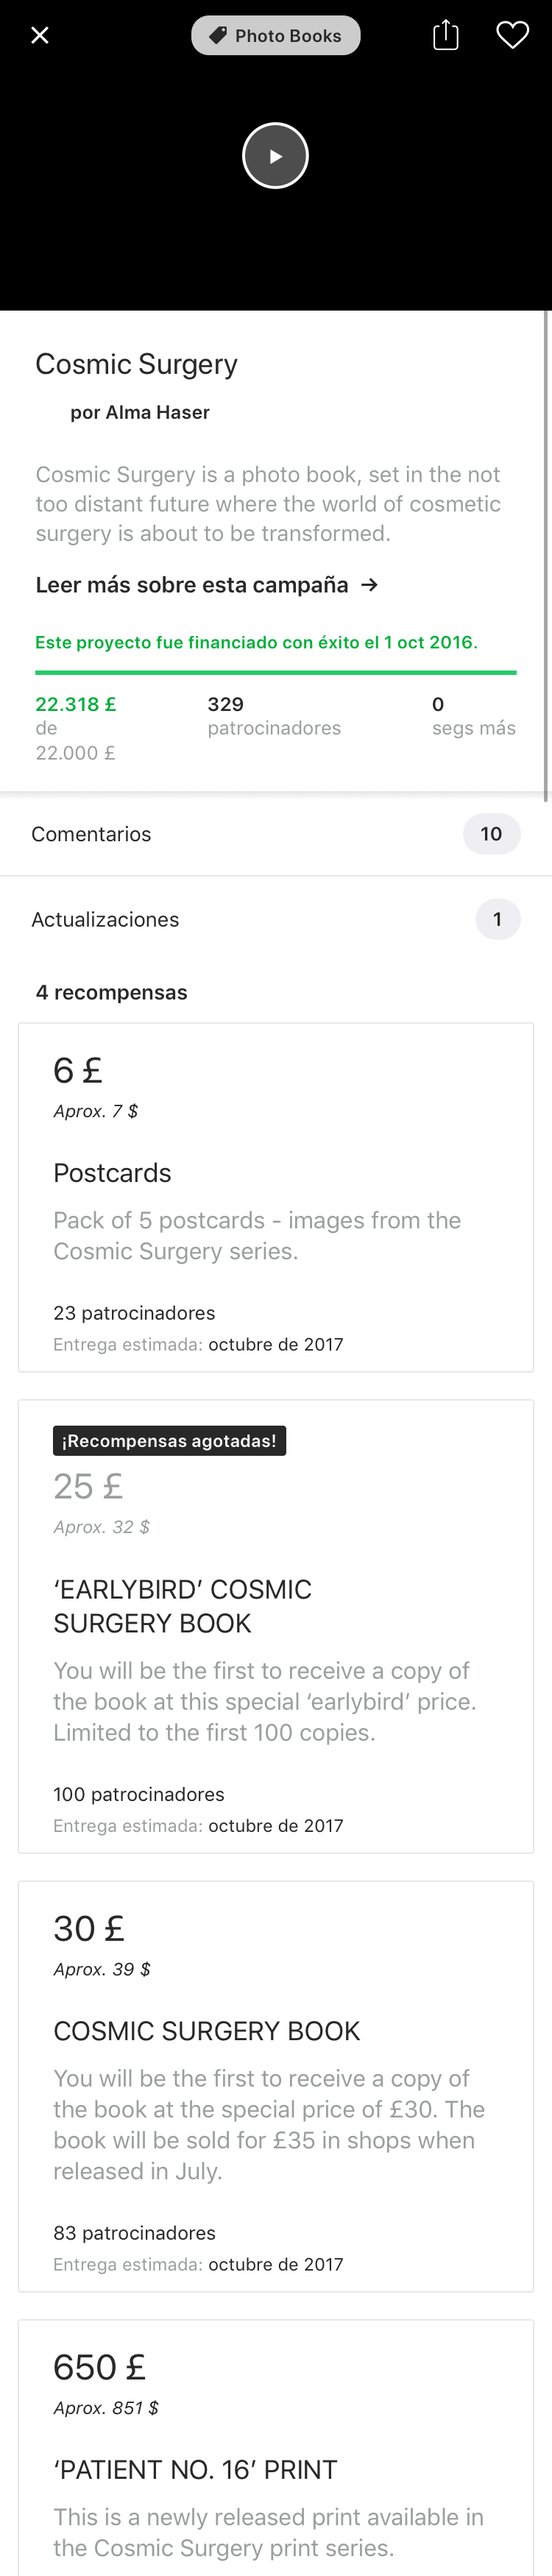 Photo Books
Cosmic Surgery
por Alma Haser
Cosmic Surgery is a photo book, set in the not
too distant future where the world of cosmetic
surgery is about to be transformed.
Leer más sobre esta campaña →
Este proyecto fue financiado con éxito el 1 oct 2016.
22.318 £
de
22.000 £
329
patrocinadores
0
segs más
Comentarios
10
Actualizaciones
1
4 recompensas
6 £
Aprox. 7 $
Postcards
Pack of 5 postcards - images from the
Cosmic Surgery series.
23 patrocinadores
Entrega estimada: octubre de 2017
¡Recompensas agotadas!
25 £
Aprox. 32 $
‘EARLYBIRD’ COSMIC
SURGERY BOOK
You will be the first to receive a copy of
the book at this special ‘earlybird’ price.
Limited to the first 100 copies.
100 patrocinadores
Entrega estimada: octubre de 2017
30 £
Aprox. 39 $
COSMIC SURGERY BOOK
You will be the first to receive a copy of
the book at the special price of £30. The
book will be sold for £35 in shops when
released in July.
83 patrocinadores
Entrega estimada: octubre de 2017
650 £
Aprox. 851 $
‘PATIENT NO. 16’ PRINT
This is a newly released print available in
the Cosmic Surgery print series.